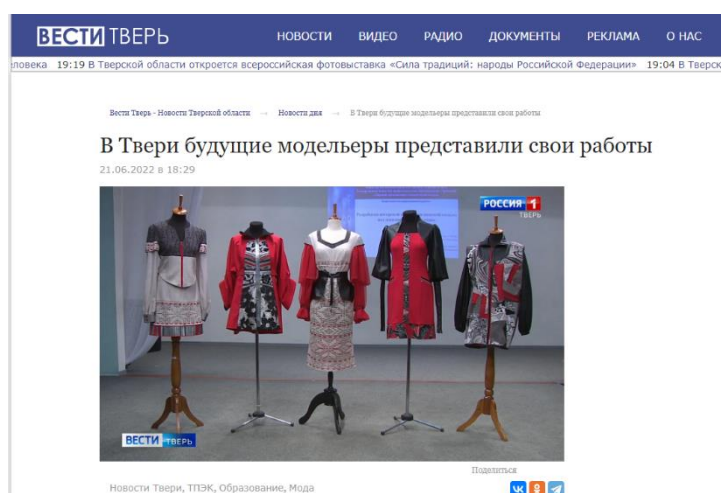 ВЕСТИ ТВЕРЬ
НОВОСТИ ВИДЕО РАДИО ДОКУМЕНТЫ РЕКЛАМА О НАС
ловека 19:19 В Тверской области откроется всероссийская фотовыставка «Сила традиций: народы Российской Федерации» 19:04 В Тверск
Вести Тверь - Новости Тверской области → Новости дня → В Твери будущие модельеры представили свои работы
В Твери будущие модельеры представили свои работы
21.06.2022 в 18:29
РОССИЯ 1
ТВЕРЬ
ВЕСТИ ТВЕРЬ
Поделиться
Новости Твери, ТПЭК, Образование, Мода